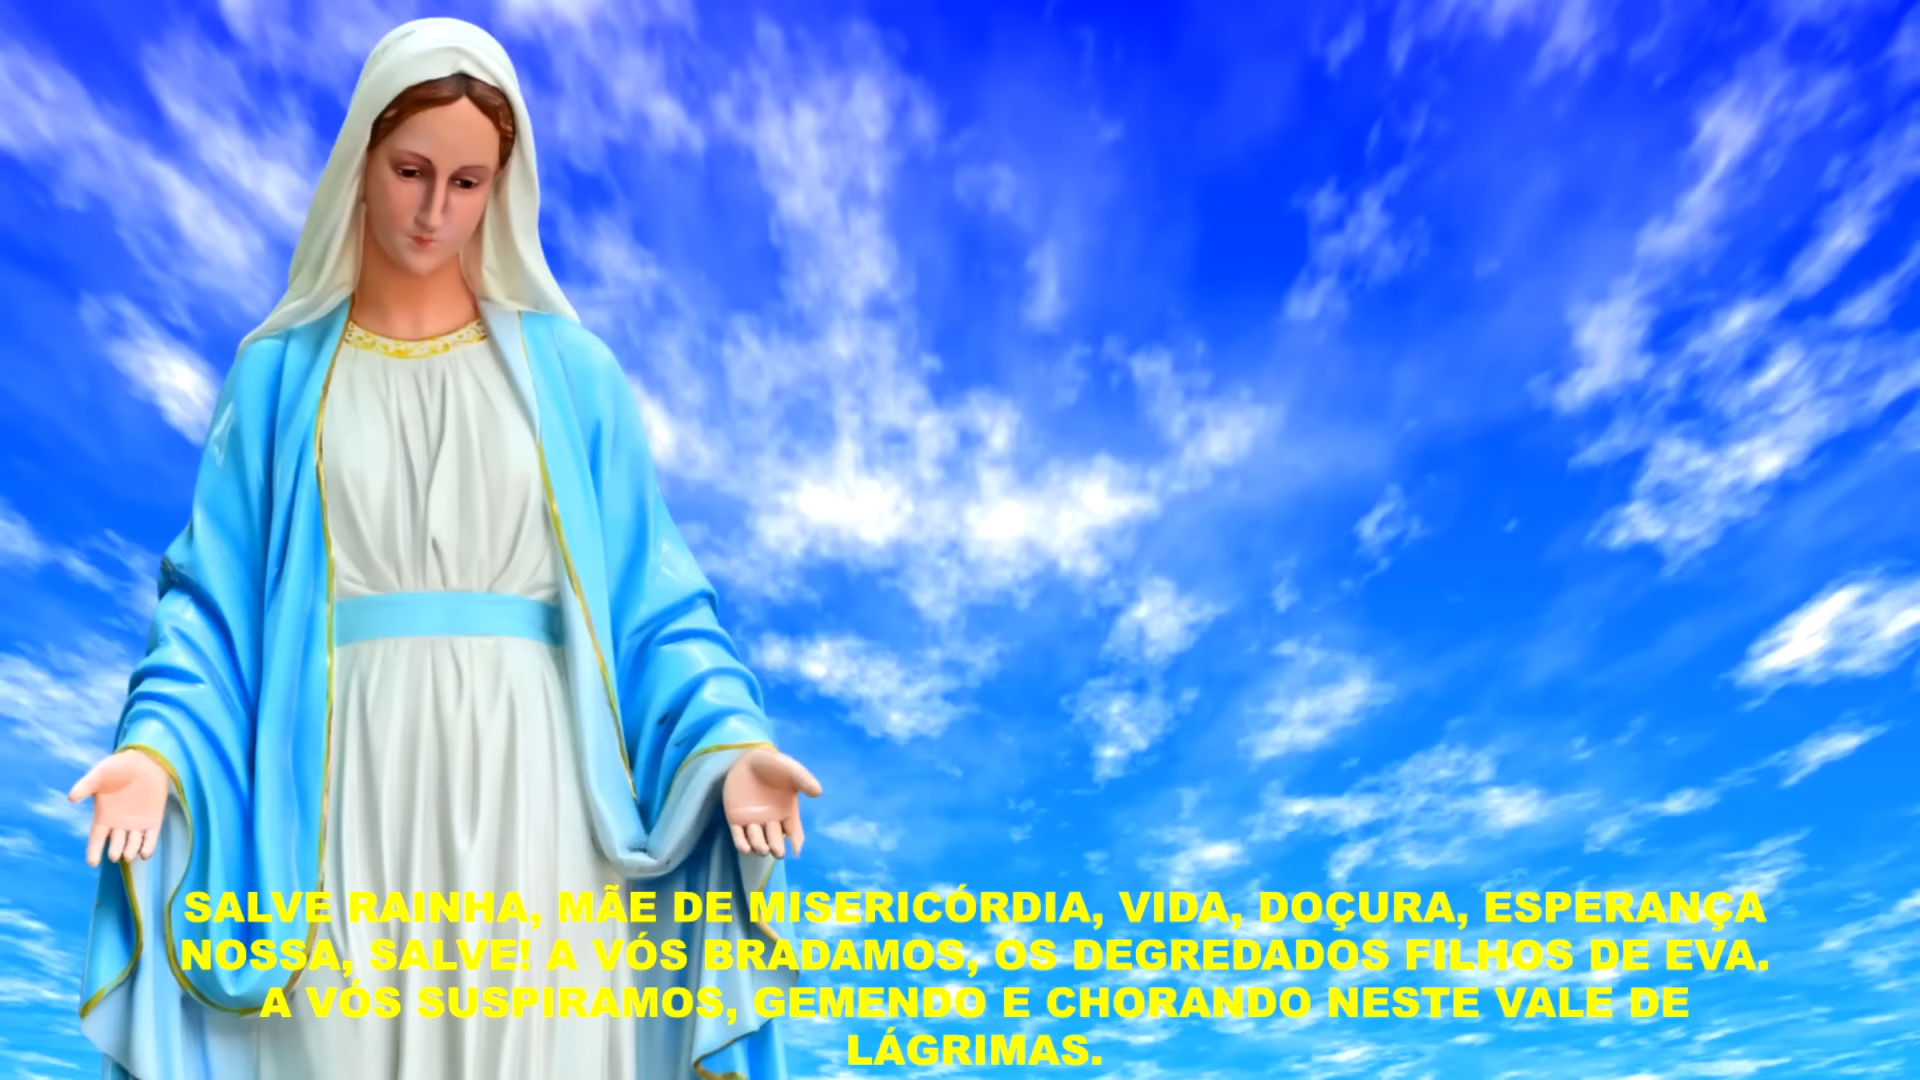 SALVE RAINHA, MÃE DE MISERICÓRDIA, VIDA, DOÇURA, ESPERANÇA
NOSSA, SALVE! A VÓS BRADAMOS, OS DEGREDADOS FILHOS DE EVA.
A VÓS SUSPIRAMOS, GEMENDO E CHORANDO NESTE VALE DE
LÁGRIMAS.